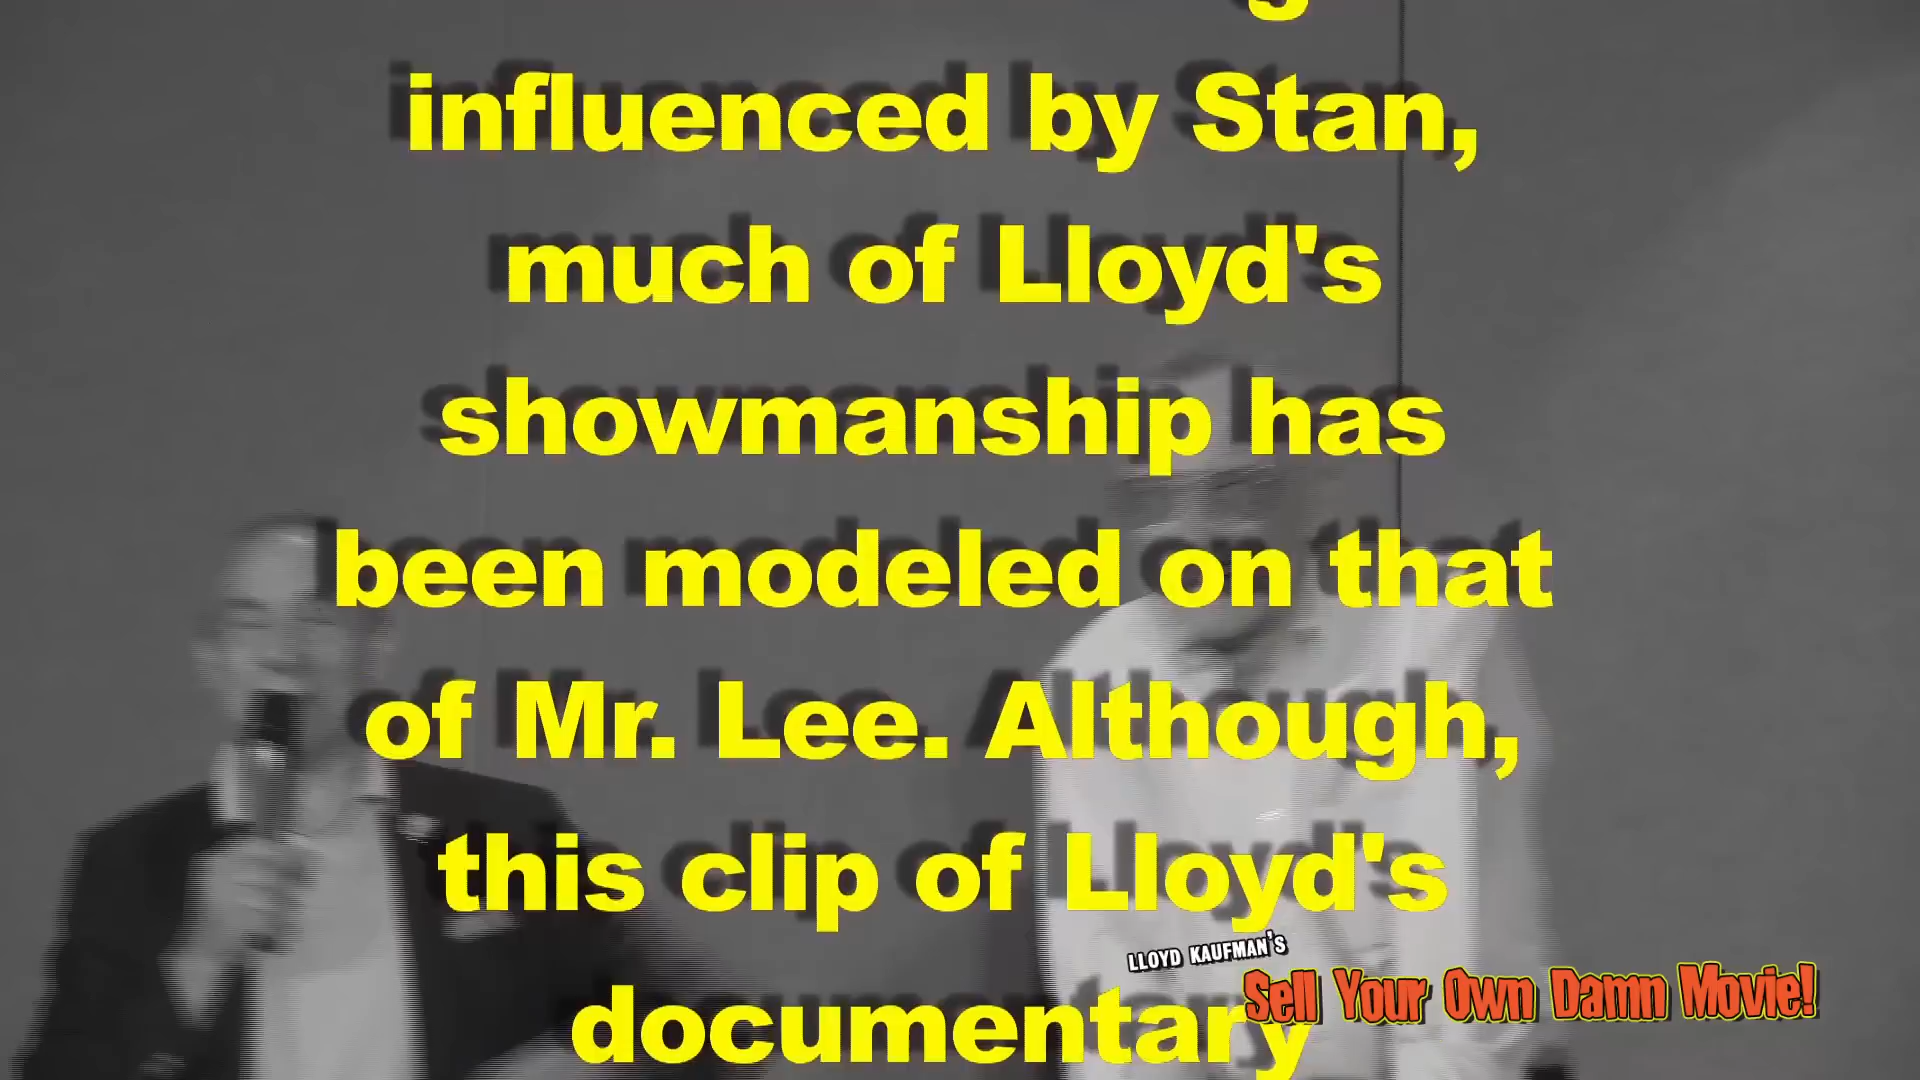 influenced by Stan,
much of Lloyd's
showmanship has
been modeled on that
of Mr. Lee. Although,
this clip of Lloyd's
documentary
LLOYD KAUFMAN'S
Sell Your Own Damn Movie!